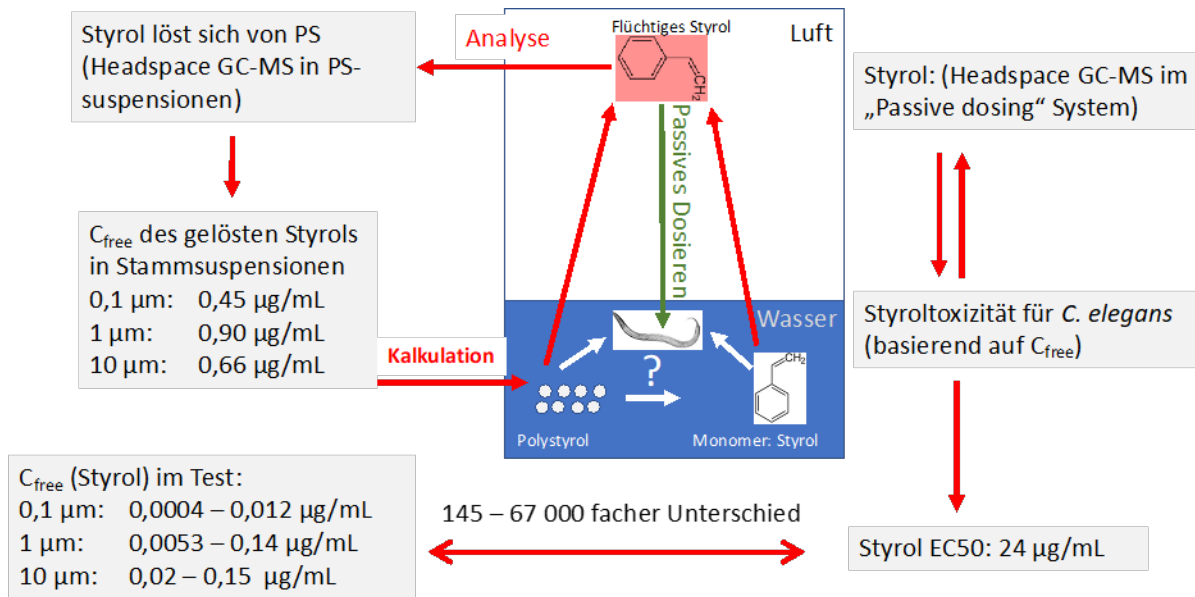 Styrol löst sich von PS
(Headspace GC-MS in PS-
suspensionen)
Analyse
Flüchtiges Styrol
CH2
Luft
Passives Dosieren
Styrol: (Headspace GC-MS im
„Passive dosing“ System)
Cfree des gelösten Styrols
in Stammsuspensionen
0,1 µm: 0,45 µg/mL
1 µm: 0,90 µg/mL
10 µm: 0,66 µg/mL
Kalkulation
Wasser
?
CH2
Polystyrol
Monomer: Styrol
Styroltoxizität für C. elegans
(basierend auf Cfree)
Cfree (Styrol) im Test:
0,1 µm: 0,0004 – 0,012 µg/mL
1 µm: 0,0053 – 0,14 µg/mL
10 µm: 0,02 – 0,15 µg/mL
145 – 67 000 facher Unterschied
Styrol EC50: 24 µg/mL